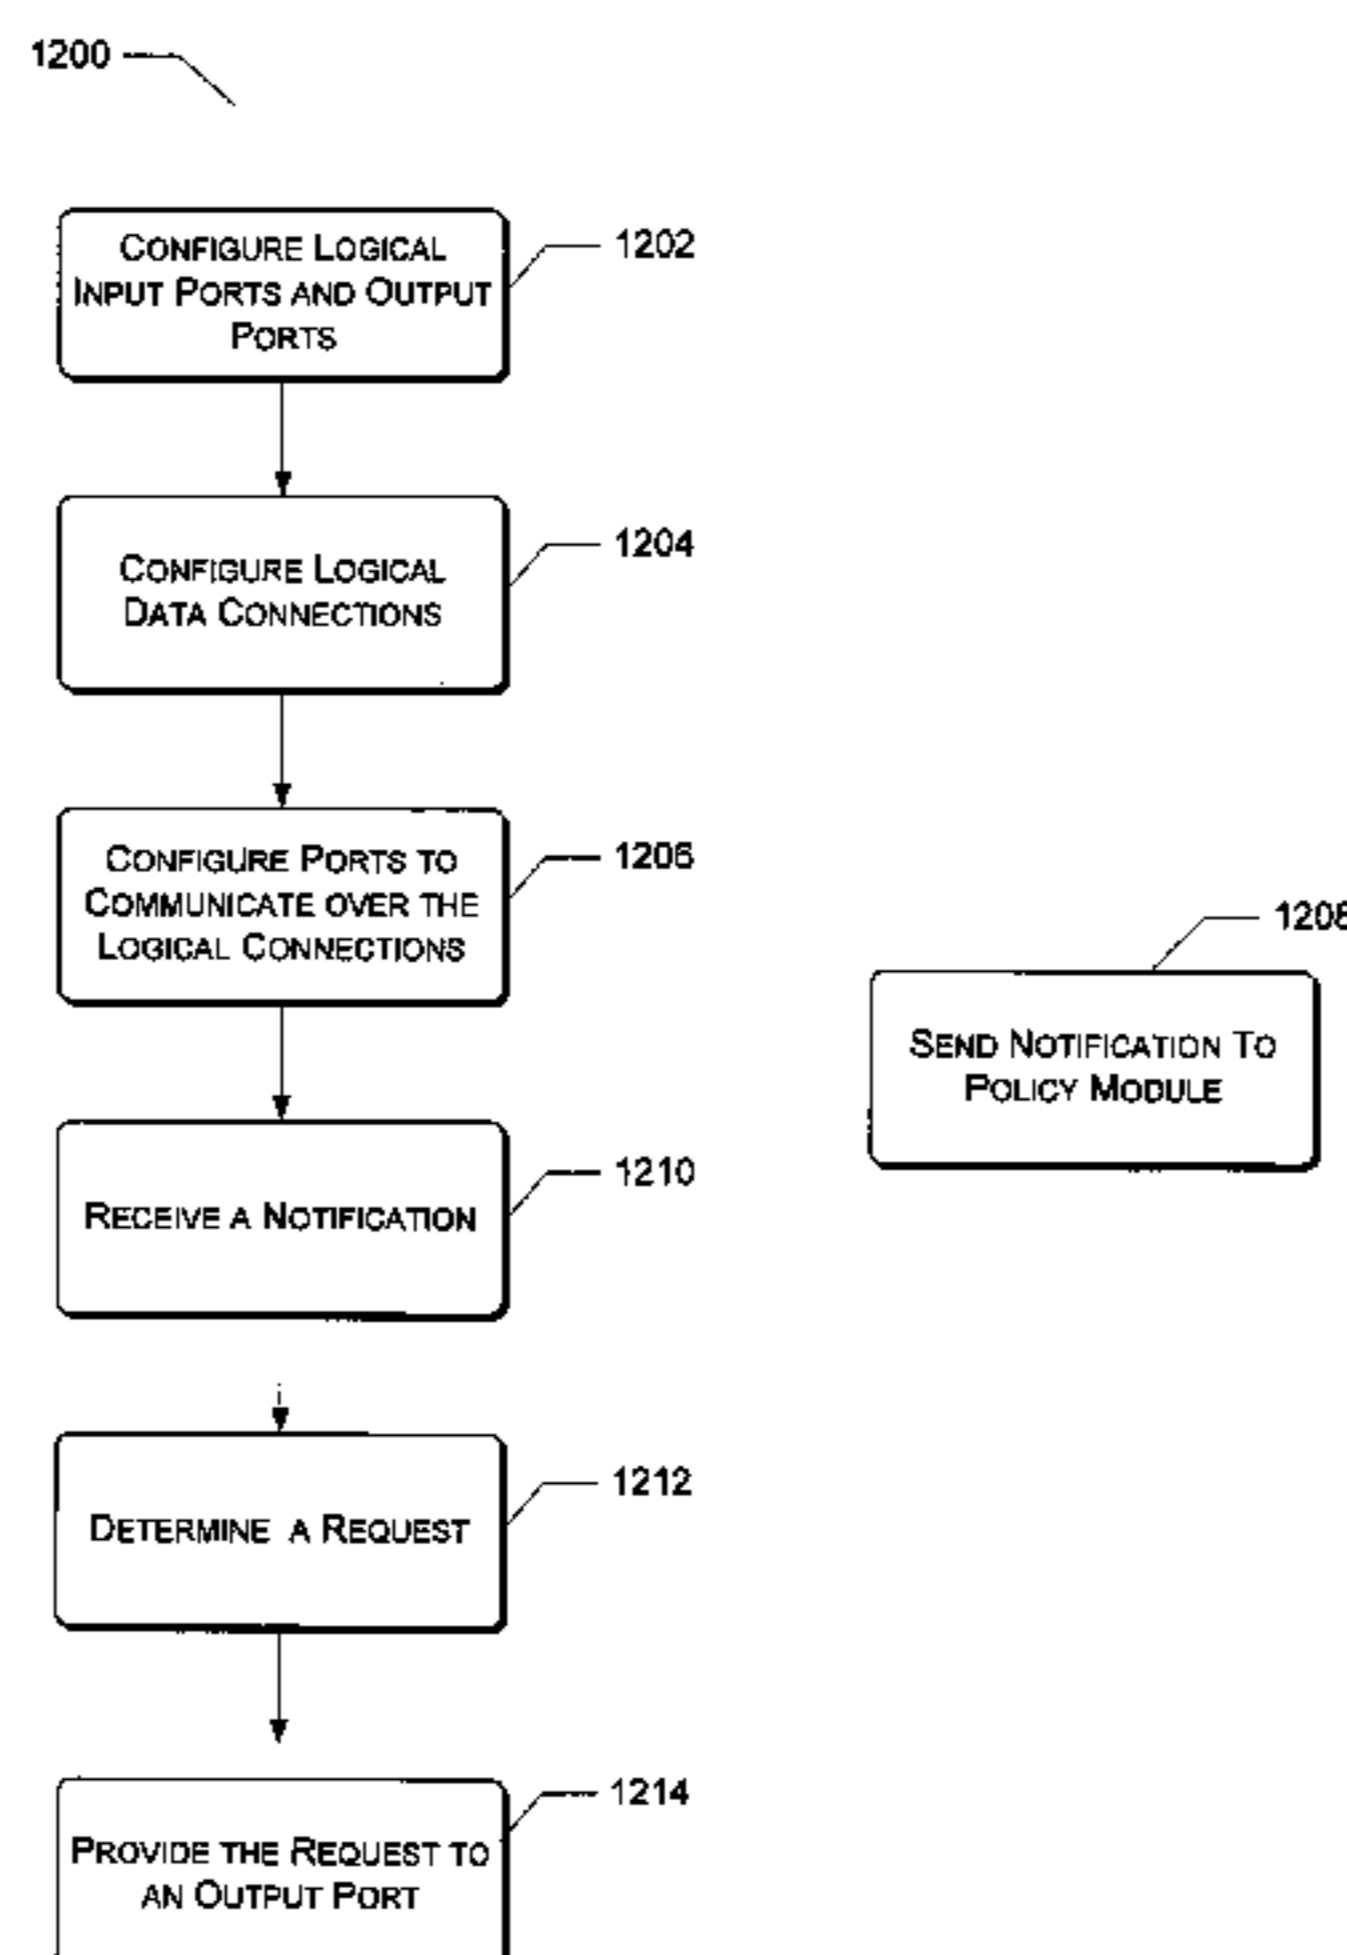 1200
CONFIGURE LOGICAL
INPUT PORTS AND OUTPUT
PORTS
1202
CONFIGURE LOGICAL
DATA CONNECTIONS
1204
CONFIGURE PORTS TO
COMMUNICATE OVER THE
LOGICAL CONNECTIONS
1206
1208
SEND NOTIFICATION TO
POLICY MODULE
RECEIVE A NOTIFICATION
1210
DETERMINE A REQUEST
1212
PROVIDE THE REQUEST TO
AN OUTPUT PORT
1214